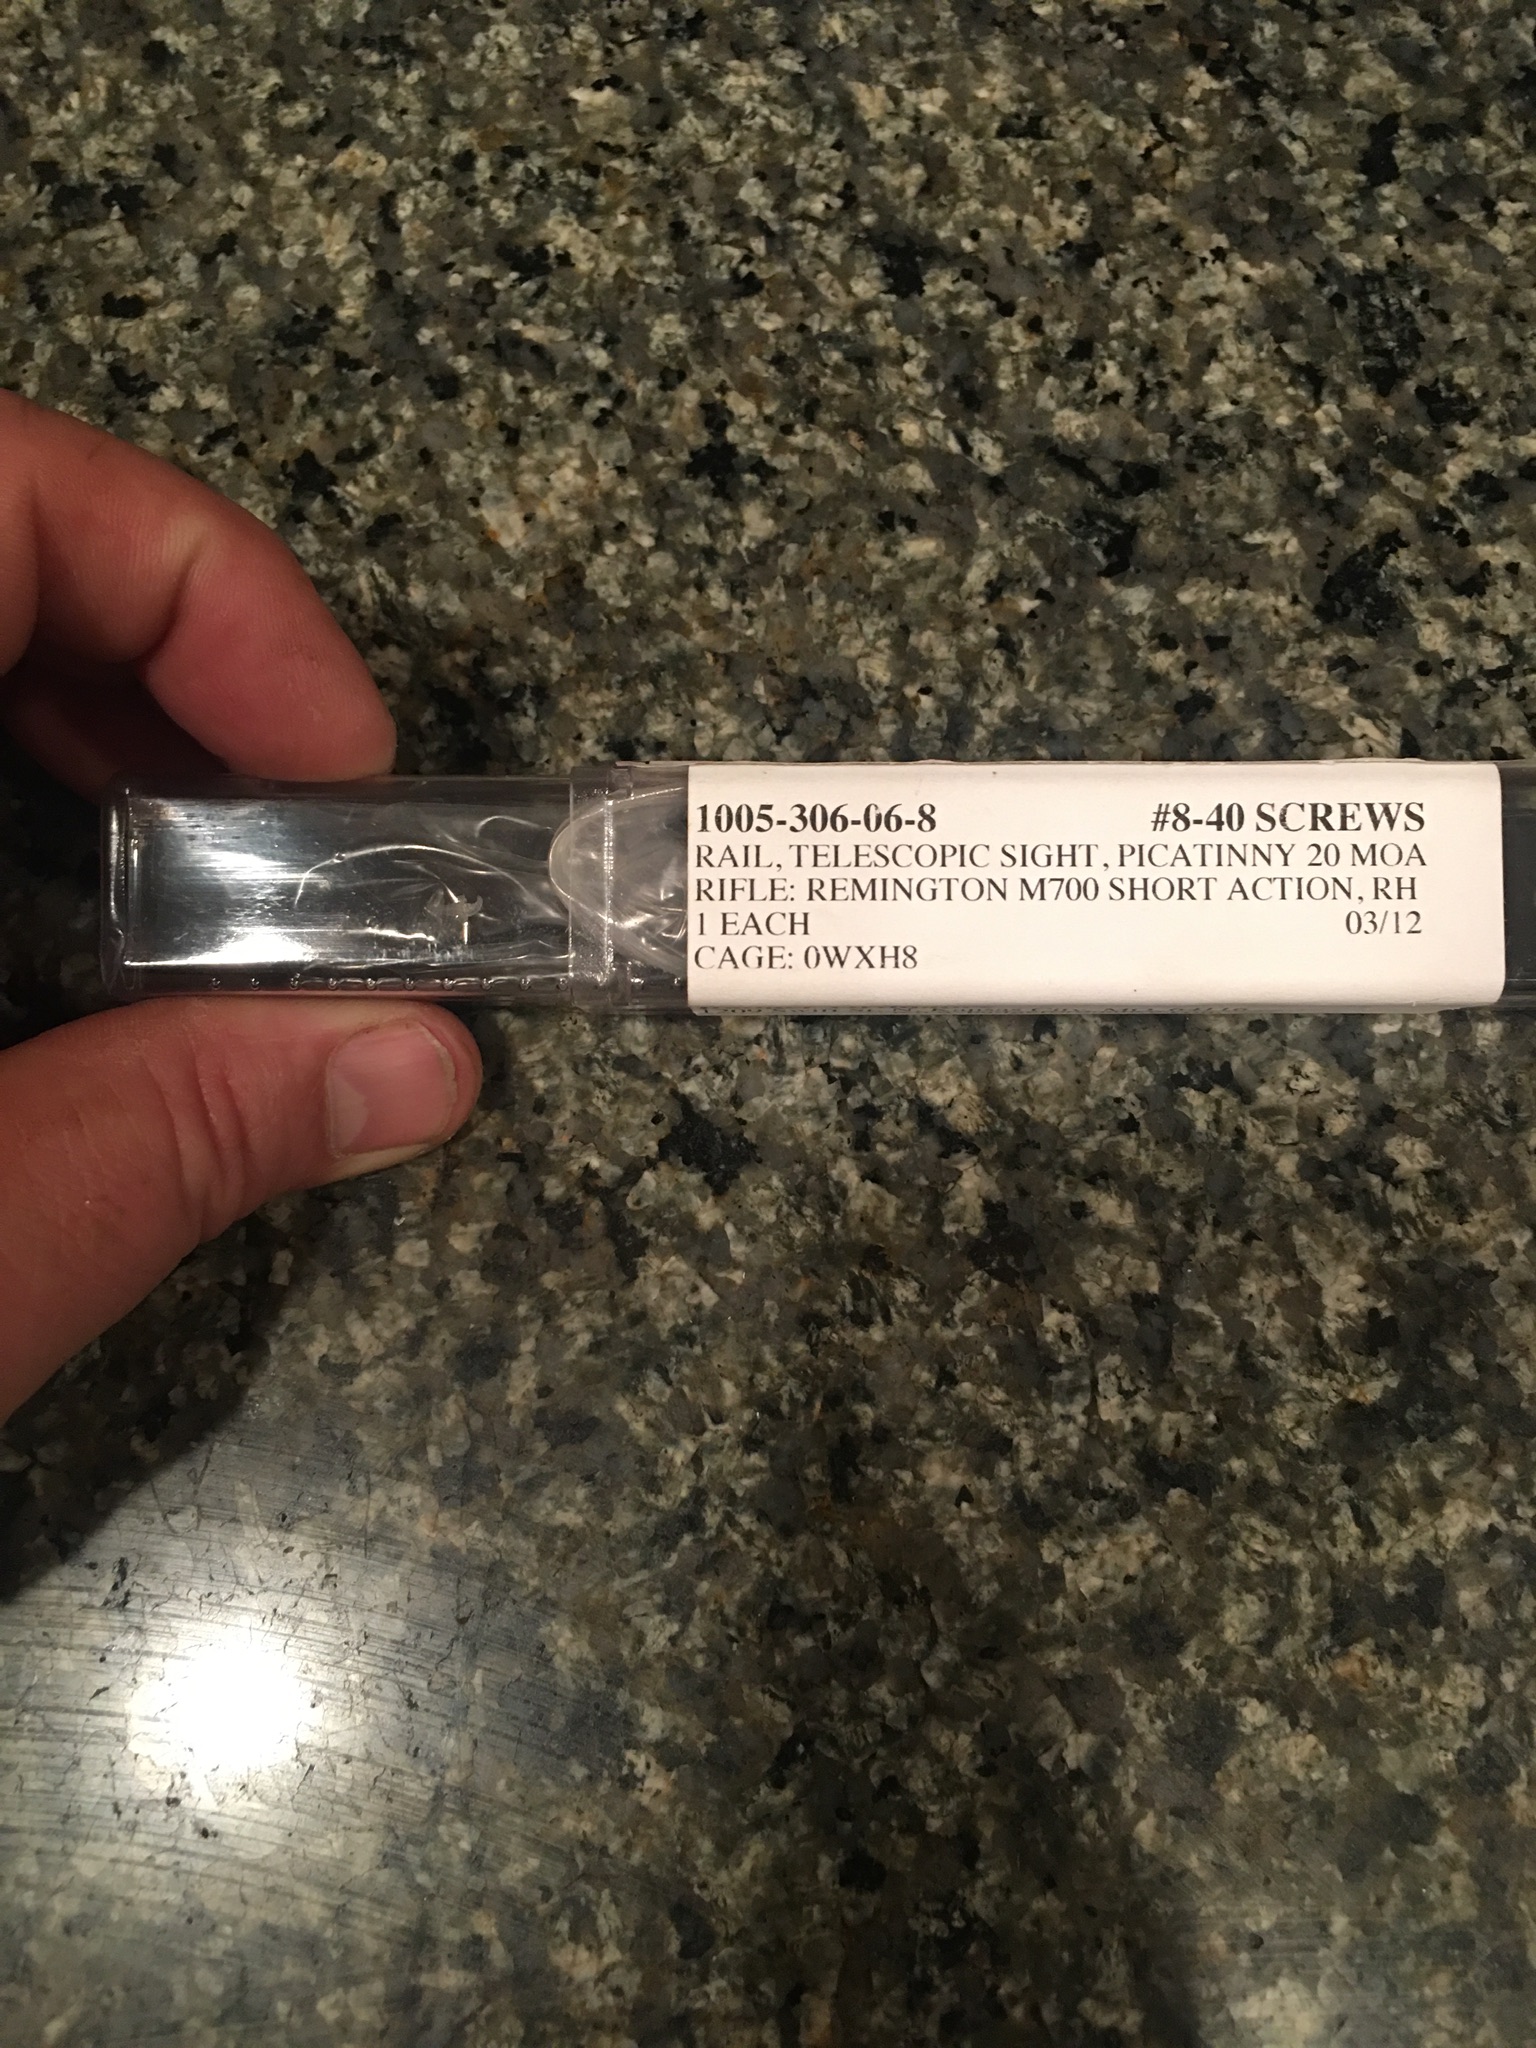 1005-306-06-8 #8-40 SCREWS
RAIL, TELESCOPIC SIGHT, PICATINNY 20 MOA
RIFLE: REMINGTON M700 SHORT ACTION, RH
1 EACH 03/12
CAGE: 0WXH8